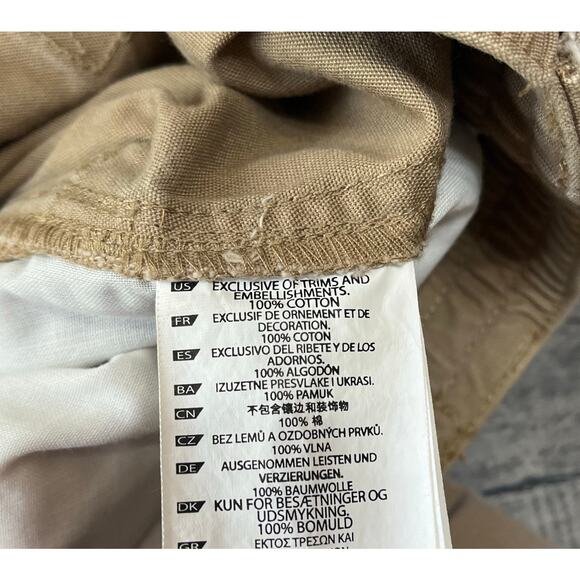 US EXCLUSIVE OF TRIMS AND
EMBELLISHMENTS.
100% COTTON
FR EXCLUSIF DE ORNEMENT ET DE
DECORATION.
100% COTON
ES EXCLUSIVO DEL RIBETE Y DE LOS
ADORNOS.
100% ALGODÓN
BA IZUZETNE PRESVLAKE I UKRASI.
100% PAMUK
CN 不包含镶边和装饰物
100% 棉
CZ BEZ LEMŮ A OZDOBNÝCH PRVKŮ.
100% VLNA
DE AUSGENOMMEN LEISTEN UND
VERZIERUNGEN.
100% BAUMWOLLE
DK KUN FOR BESÆTNINGER OG
UDSMYKNING.
100% BOMULD
GR ΕΚΤΟΣ ΤΡΕΣΩΝ ΚΑΙ